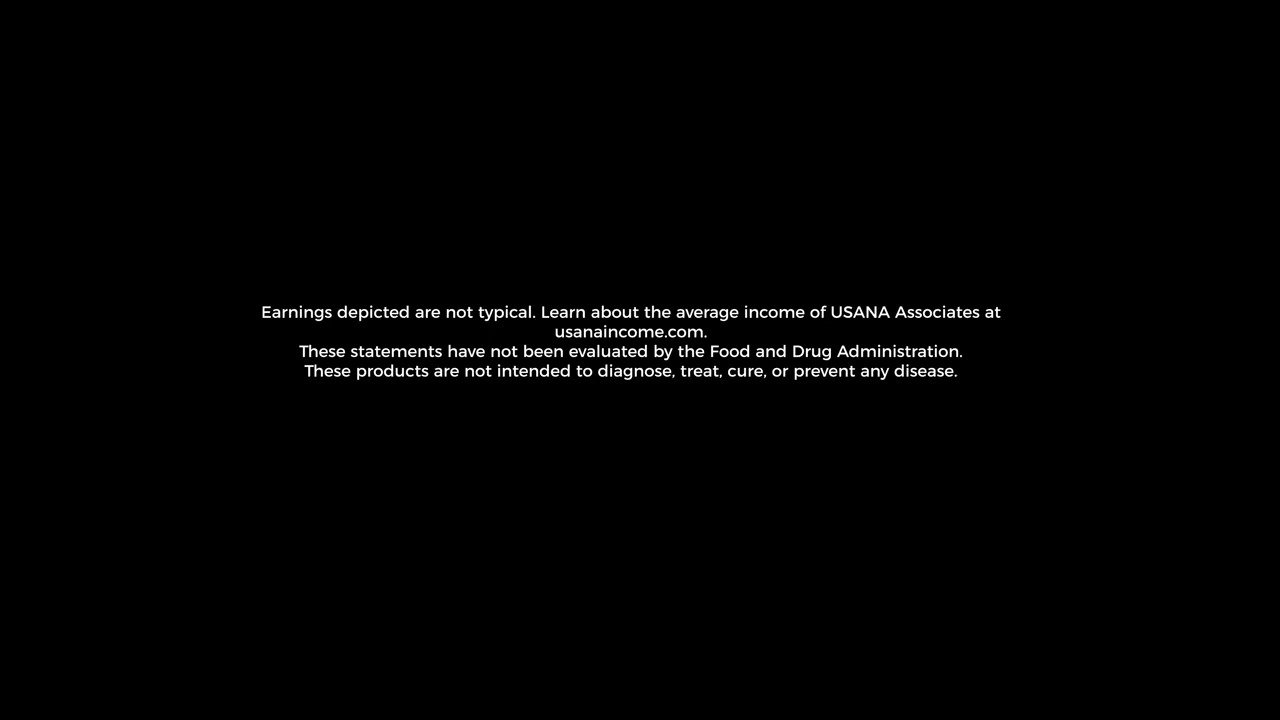 Earnings depicted are not typical. Learn about the average income of USANA Associates at
usanaincome.com.
These statements have not been evaluated by the Food and Drug Administration.
These products are not intended to diagnose, treat, cure, or prevent any disease.